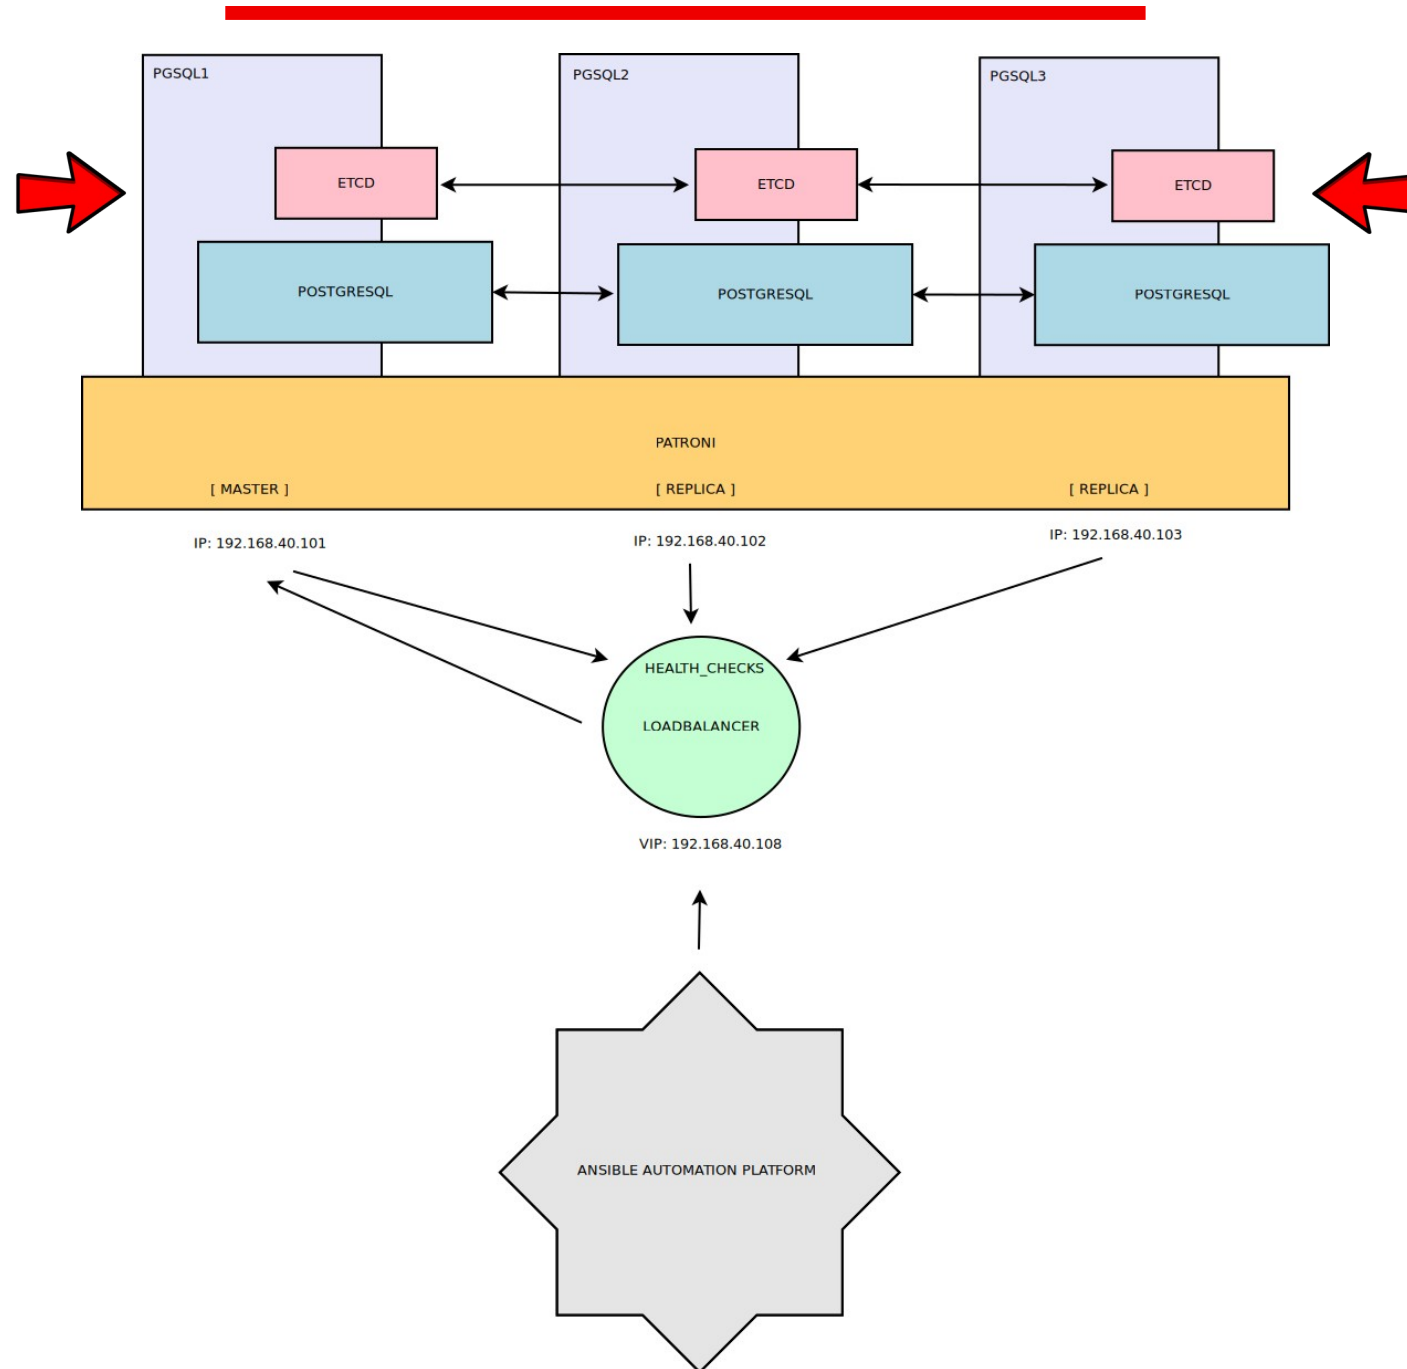 PGSQL1
PGSQL2
PGSQL3
ETCD
ETCD
ETCD
POSTGRESQL
POSTGRESQL
POSTGRESQL
PATRONI
[ MASTER ]
[ REPLICA ]
[ REPLICA ]
IP: 192.168.40.101
IP: 192.168.40.102
IP: 192.168.40.103
HEALTH_CHECKS
LOADBALANCER
VIP: 192.168.40.108
ANSIBLE AUTOMATION PLATFORM